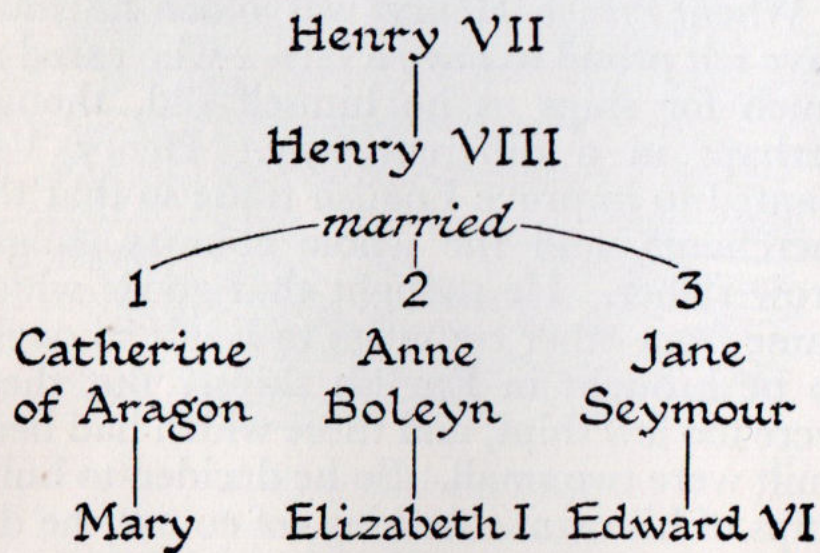 Henry VII
Henry VIII
married
1 2 3
Catherine Anne Jane
of Aragon Boleyn Seymour
Mary Elizabeth I Edward VI